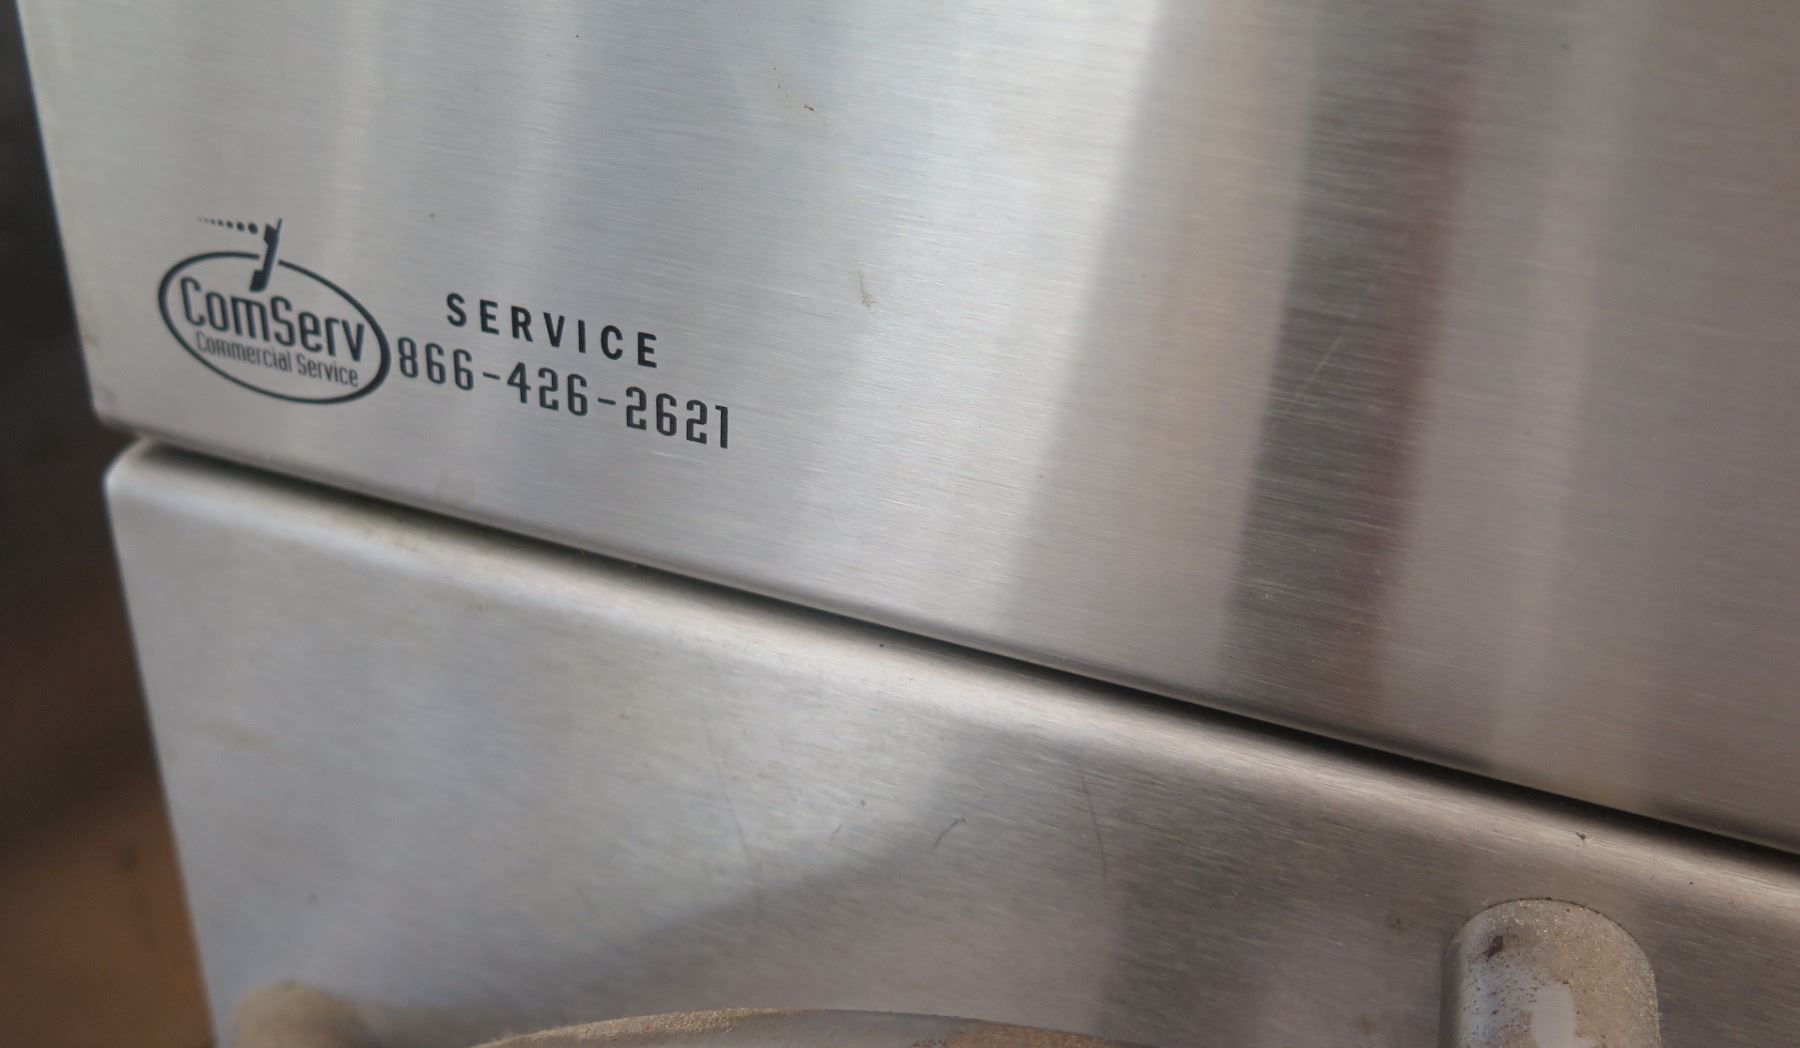 ComServ
Commercial Service
SERVICE
866-426-2621